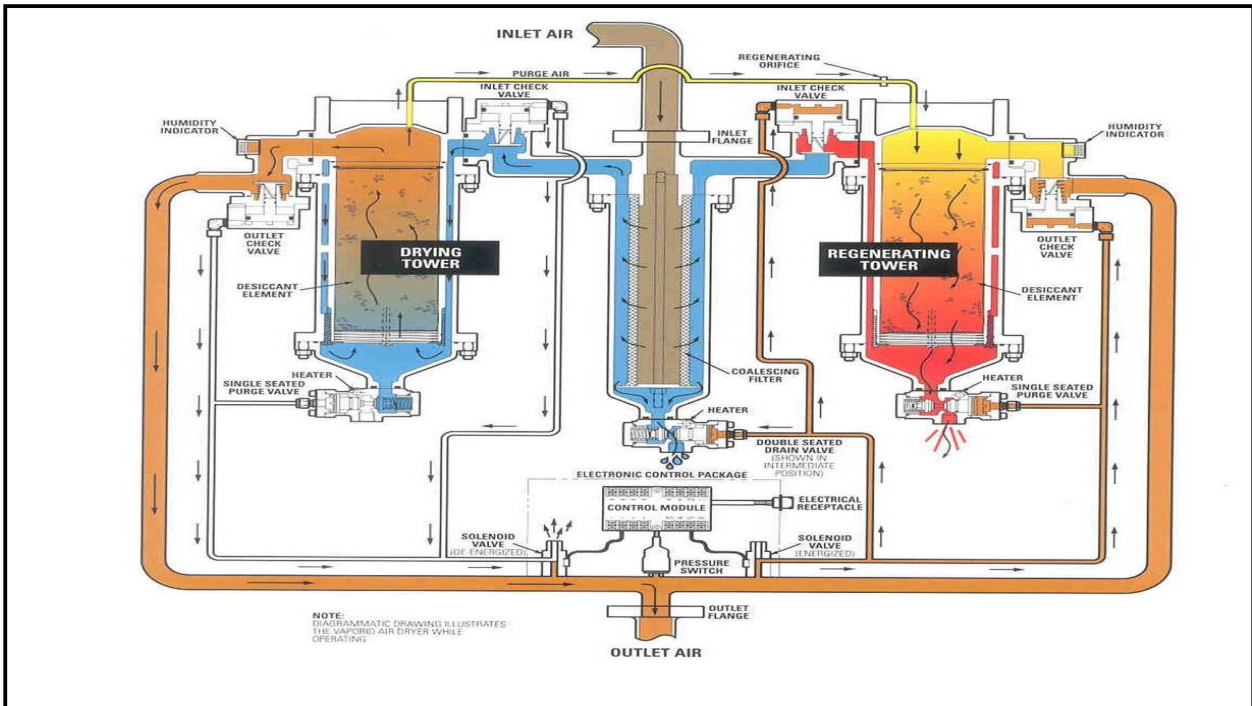 INLET AIR
REGENERATING
ORIFICE
PURGE AIR
INLET CHECK
VALVE
INLET CHECK
VALVE
HUMIDITY
INDICATOR
INLET
FLANGE
HUMIDITY
INDICATOR
OUTLET
CHECK
VALVE
DRYING
TOWER
REGENERATING
TOWER
OUTLET
CHECK
VALVE
DESICCANT
ELEMENT
DESICCANT
ELEMENT
COALESCING
FILTER
HEATER
SINGLE SEATED
PURGE VALVE
HEATER
SINGLE SEATED
PURGE VALVE
HEATER
DOUBLE SEATED
DRAIN VALVE
(SHOWN IN
INTERMEDIATE
POSITION)
ELECTRONIC CONTROL PACKAGE
CONTROL MODULE
ELECTRICAL
RECEPTACLE
SOLENOID
VALVE
(DE-ENERGIZED)
SOLENOID
VALVE
(ENERGIZED)
PRESSURE
SWITCH
OUTLET
FLANGE
NOTE:
DIAGRAMMATIC DRAWING ILLUSTRATES
THE VAPORID AIR DRYER WHILE
OPERATING
OUTLET AIR